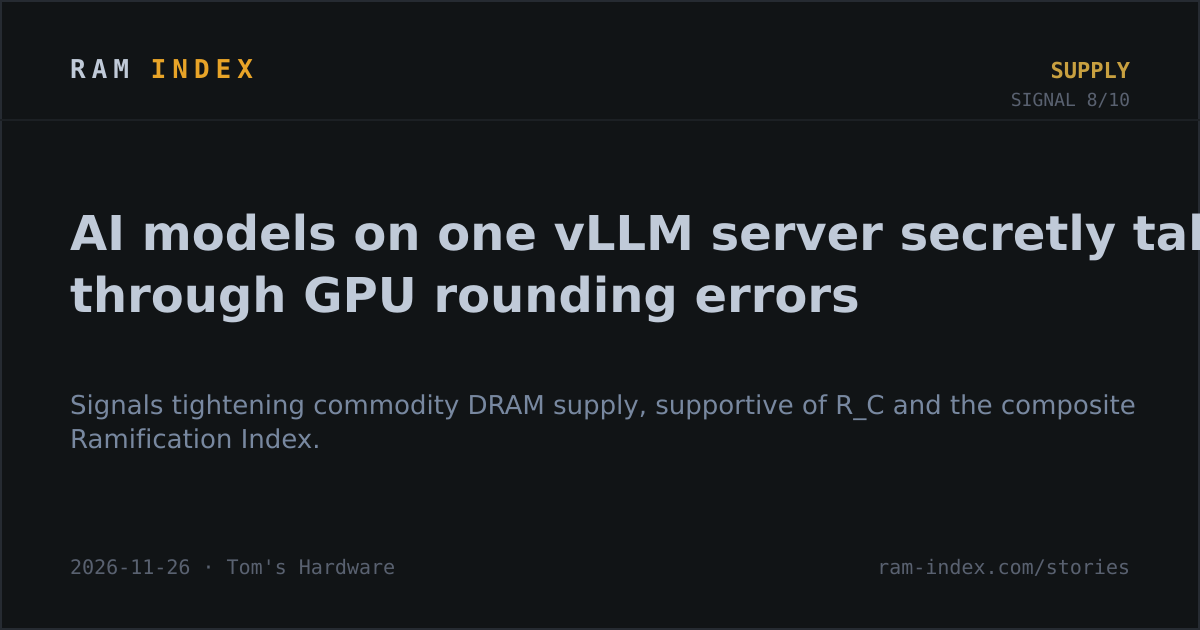 RAM INDEX
SUPPLY
SIGNAL 8/10
AI models on one vLLM server secretly
through GPU rounding errors
Signals tightening commodity DRAM supply, supportive of R_C and the composite
Ramification Index.
2026-11-26 · Tom's Hardware
ram-index.com/stories